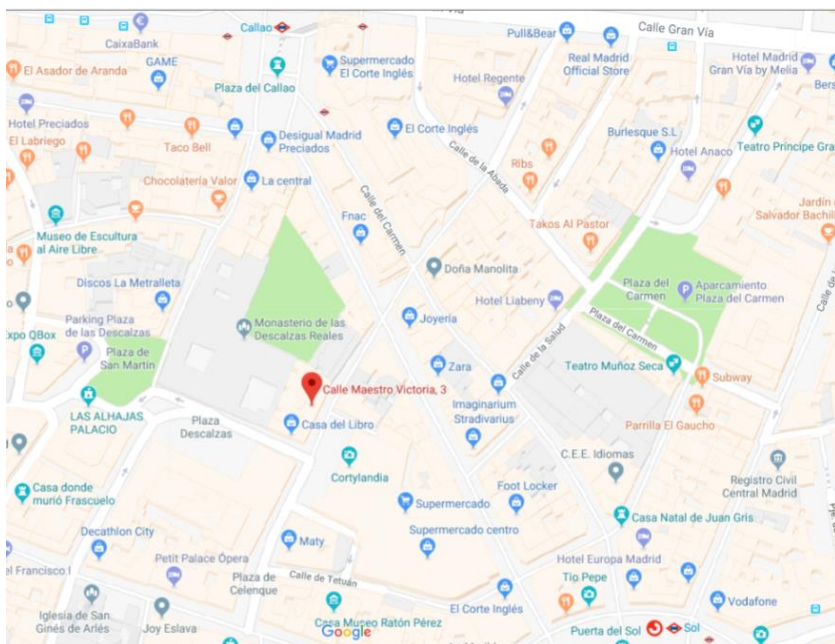 Calle Gran Vía
Callao
CaixaBank
Pull&Bear
GAME
Supermercado
El Corte Inglés
Real Madrid
Official Store
Hotel Madrid
Gran Vía by Melia
El Asador de Aranda
Plaza del Callao
Hotel Regente
Bers
Hotel Preciados
El Labriego
Taco Bell
Desigual Madrid
Preciados
El Corte Inglés
Burlesque S.L
Teatro Príncipe Gra
Calle de la Abada
Hotel Anaco
Ribs
Chocolatería Valor
La central
Calle del Carmen
Fnac
Takos Al Pastor
Jardín d
Salvador Bachill
Museo de Escultura
al Aire Libre
Doña Manolita
Discos La Metralleta
Plaza del
Carmen
Aparcamiento
Plaza del Carmen
Hotel Liabeny
Parking Plaza
de las Descalzas
Monasterio de las
Descalzas Reales
Joyería
Plaza del Carmen
Expo QBox
Plaza de
San Martín
Calle de la Salud
Zara
Teatro Muñoz Seca
Subway
Calle Maestro Victoria, 3
LAS ALHAJAS
PALACIO
Plaza
Descalzas
Casa del Libro
Imaginarium
Stradivarius
Parrilla El Gaucho
Cortylandia
C.E.E. Idiomas
Registro Civil
Central Madrid
Casa donde
murió Frascuelo
Foot Locker
Supermercado
Casa Natal de Juan Gris
Decathlon City
Maty
Supermercado centro
Hotel Europa Madrid
Petit Palace Ópera
el Francisco I
Plaza de
Celenque
Calle de Tetuán
Tío Pepe
Vodafone
Iglesia de San
Ginés de Arlés
Joy Eslava
Casa Museo Ratón Pérez
El Corte Inglés
Google
Puerta del Sol
Sol